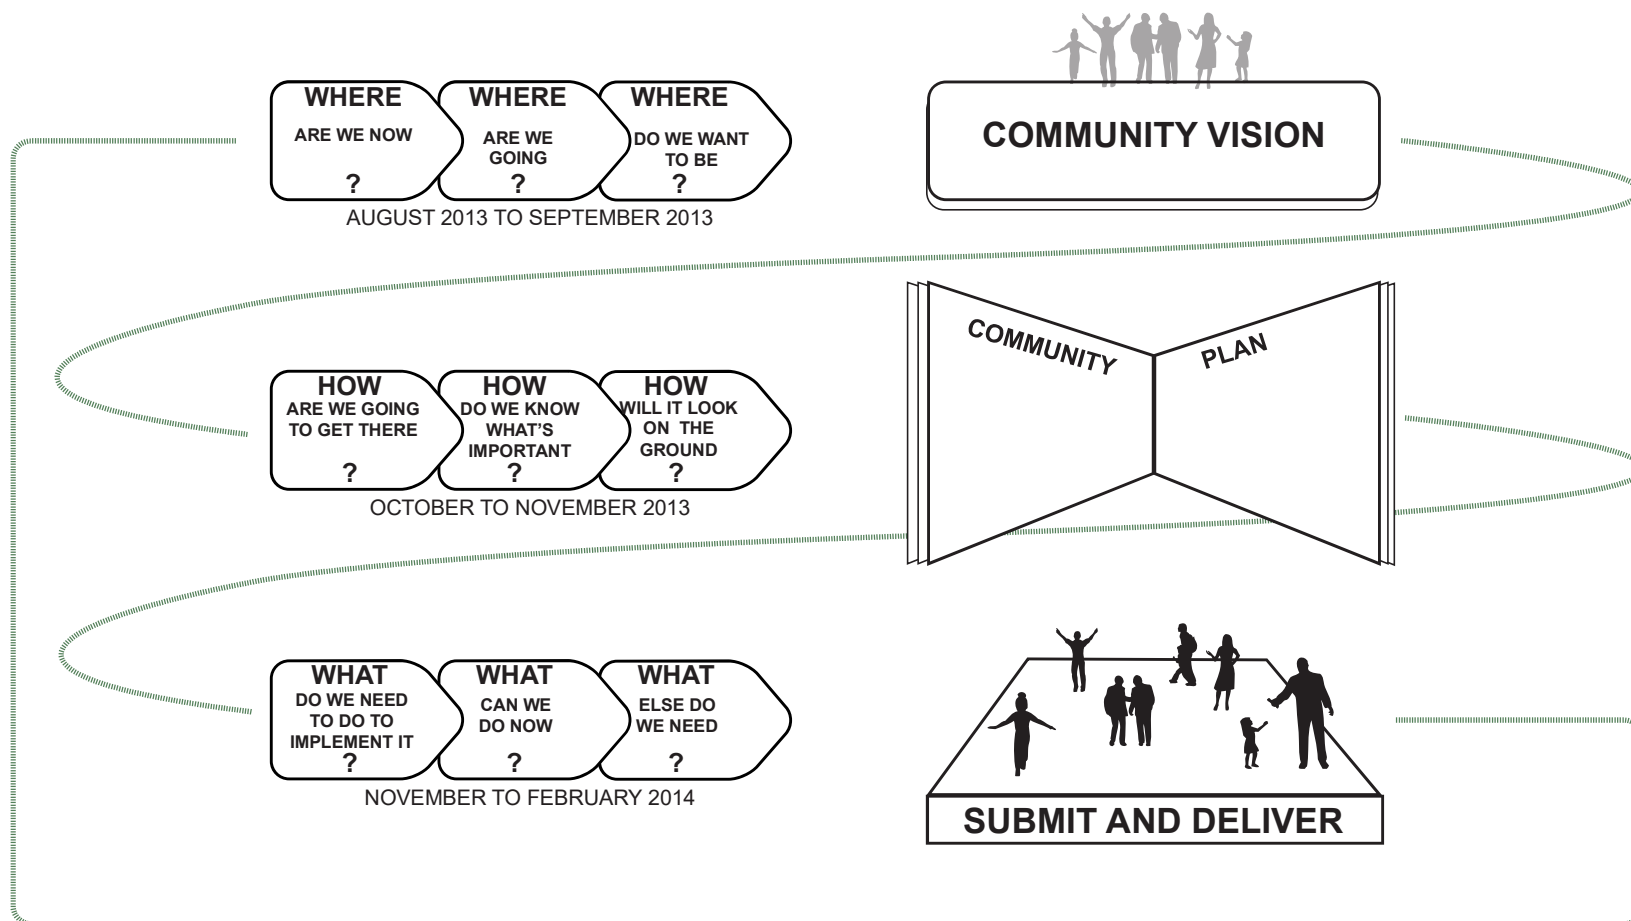 WHERE
ARE WE NOW
?
WHERE
ARE WE
GOING
?
WHERE
DO WE WANT
TO BE
?
AUGUST 2013 TO SEPTEMBER 2013
COMMUNITY VISION
HOW
ARE WE GOING
TO GET THERE
?
HOW
DO WE KNOW
WHAT'S
IMPORTANT
?
HOW
WILL IT LOOK
ON THE
GROUND
?
OCTOBER TO NOVEMBER 2013
COMMUNITY
PLAN
WHAT
DO WE NEED
TO DO TO
IMPLEMENT IT
?
WHAT
CAN WE
DO NOW
?
WHAT
ELSE DO
WE NEED
?
NOVEMBER TO FEBRUARY 2014
SUBMIT AND DELIVER